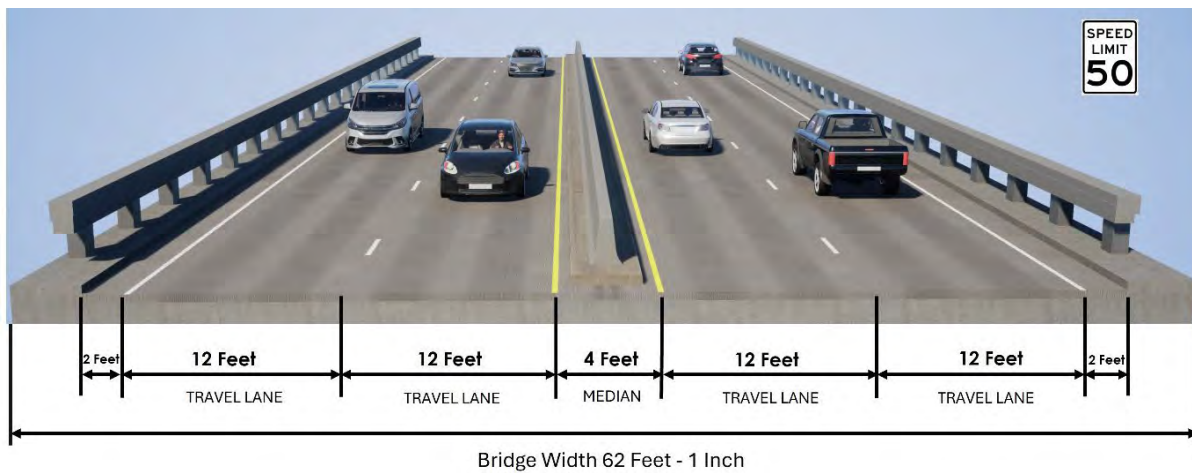 SPEED
LIMIT
50
2 Feet
12 Feet
12 Feet
4 Feet
12 Feet
12 Feet
2 Feet
TRAVEL LANE
TRAVEL LANE
MEDIAN
TRAVEL LANE
TRAVEL LANE
Bridge Width 62 Feet - 1 Inch